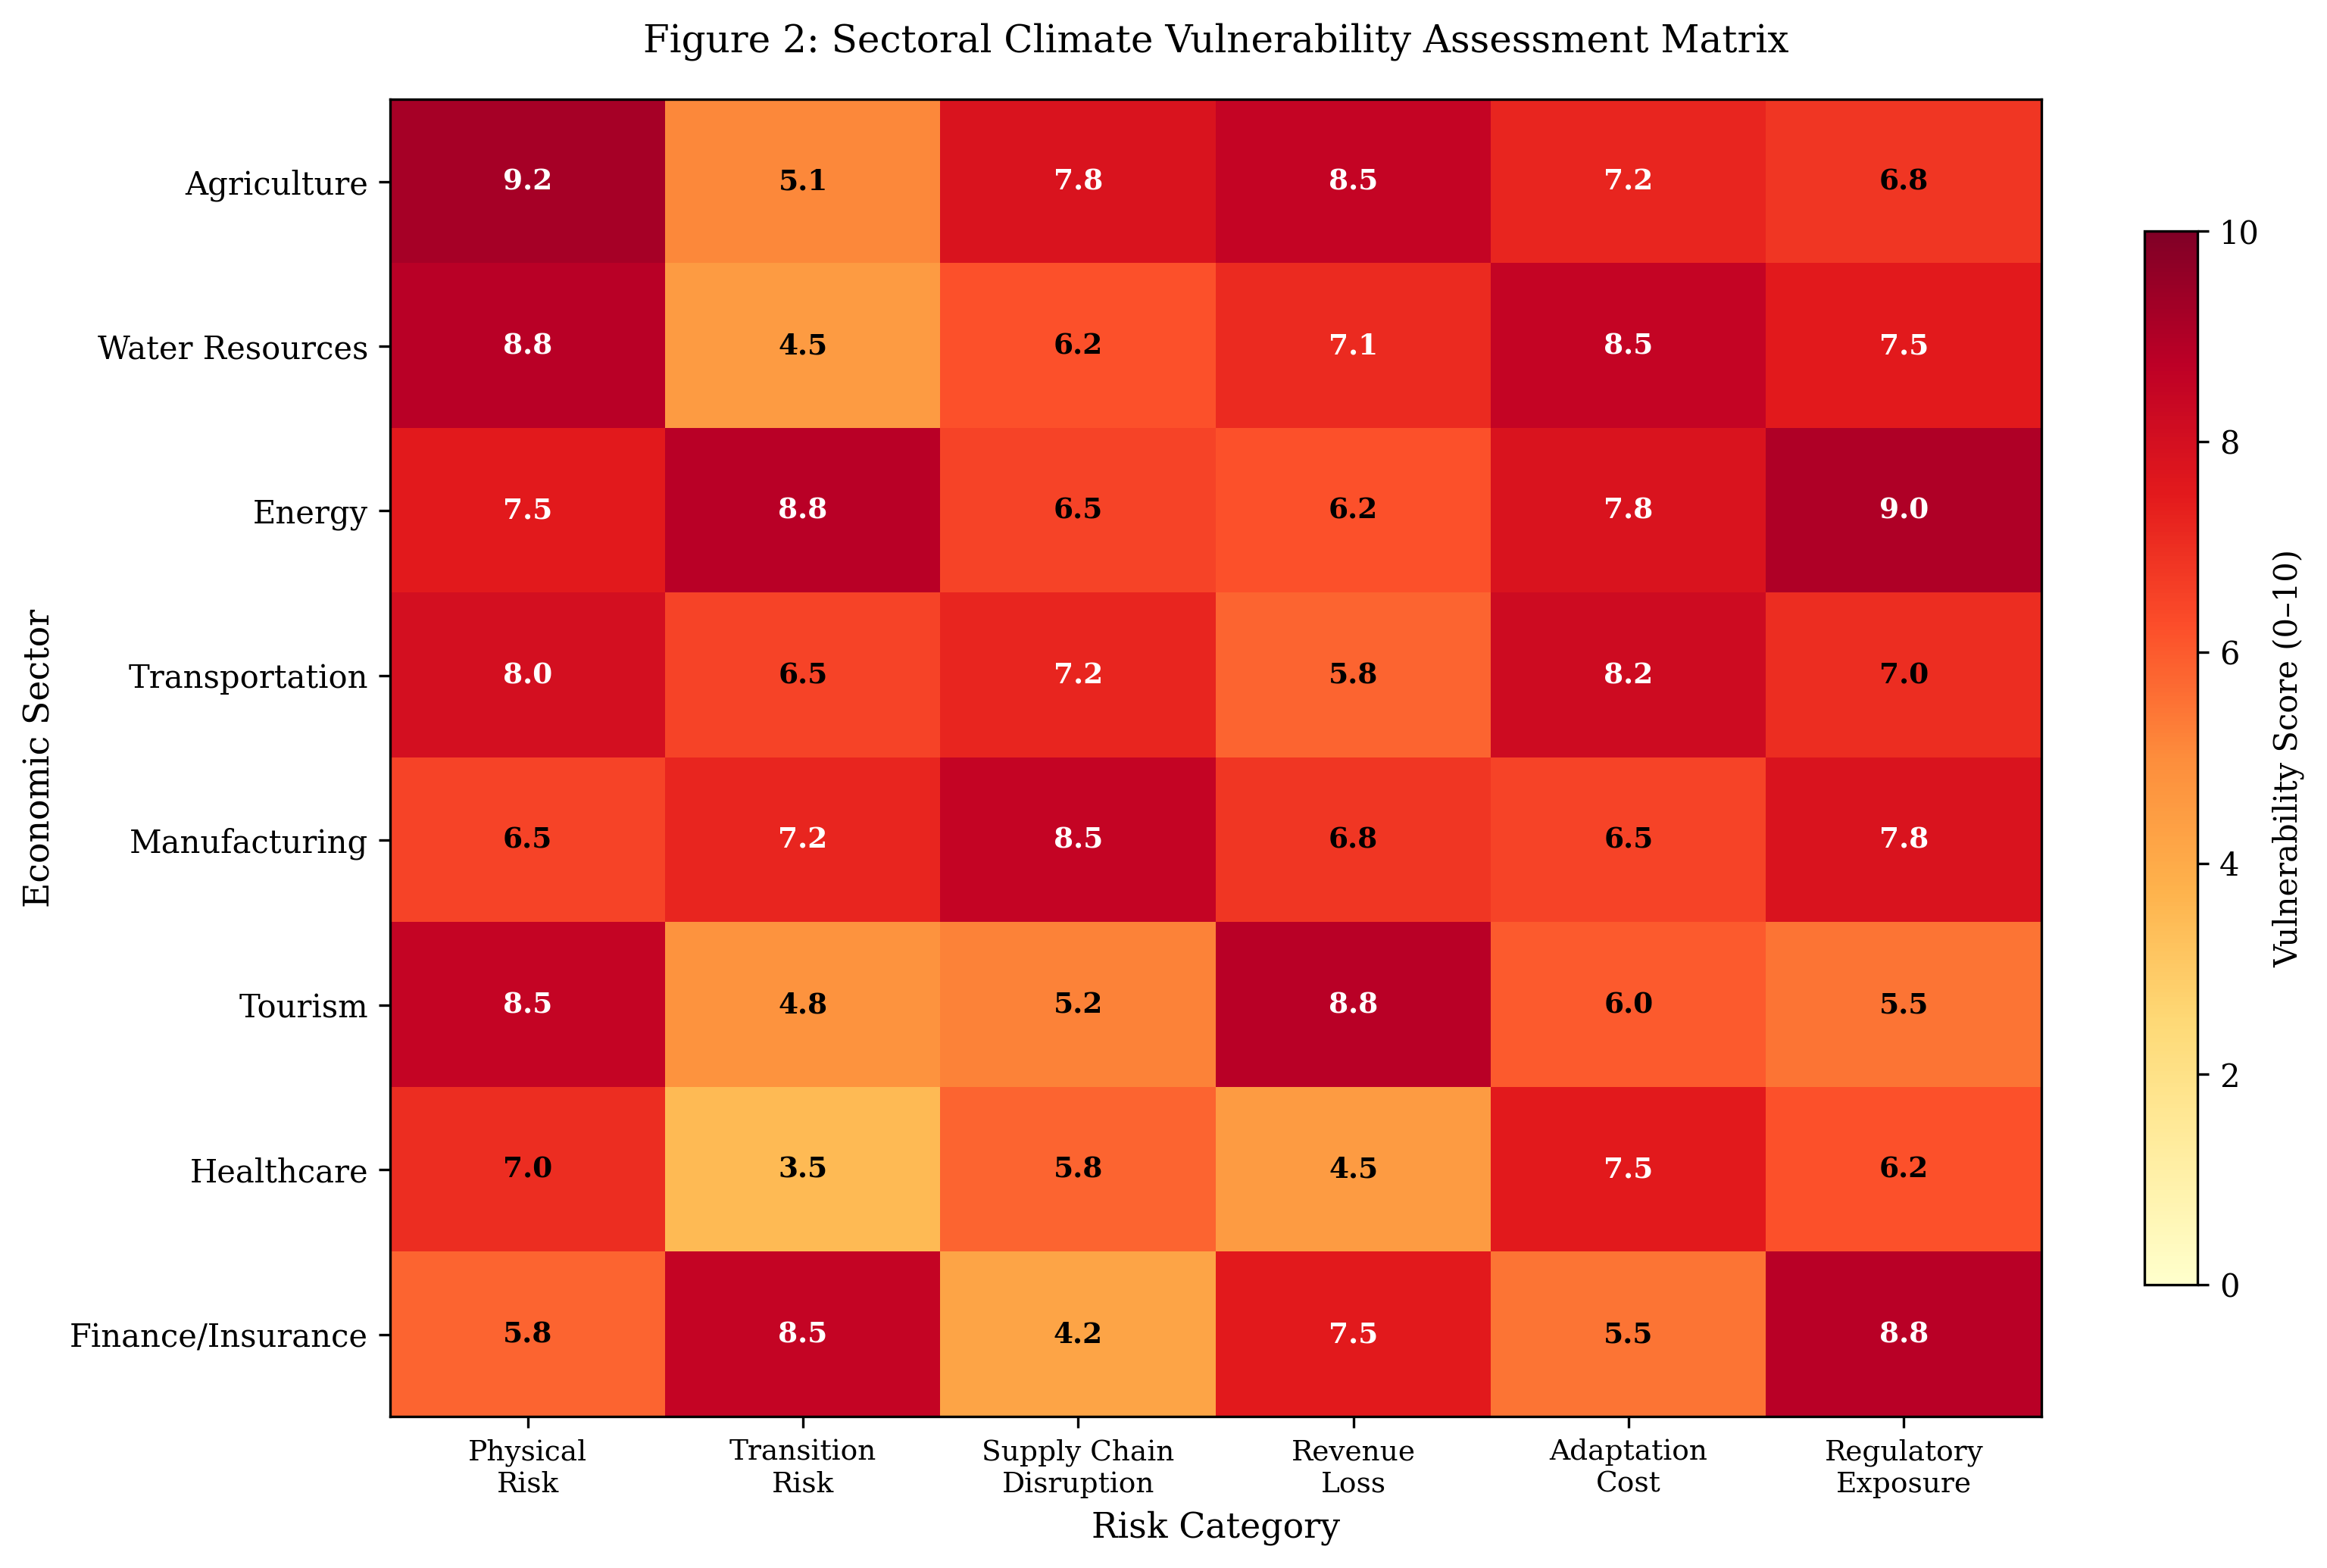 Figure 2: Sectoral Climate Vulnerability Assessment Matrix
Economic Sector
Agriculture 9.2 5.1 7.8 8.5 7.2 6.8
Water Resources 8.8 4.5 6.2 7.1 8.5 7.5
Energy 7.5 8.8 6.5 6.2 7.8 9.0
Transportation 8.0 6.5 7.2 5.8 8.2 7.0
Manufacturing 6.5 7.2 8.5 6.8 6.5 7.8
Tourism 8.5 4.8 5.2 8.8 6.0 5.5
Healthcare 7.0 3.5 5.8 4.5 7.5 6.2
Finance/Insurance 5.8 8.5 4.2 7.5 5.5 8.8
Physical
Risk
Transition
Risk
Supply Chain
Disruption
Revenue
Loss
Adaptation
Cost
Regulatory
Exposure
Risk Category
10
8
6
4
2
0
Vulnerability Score (0–10)